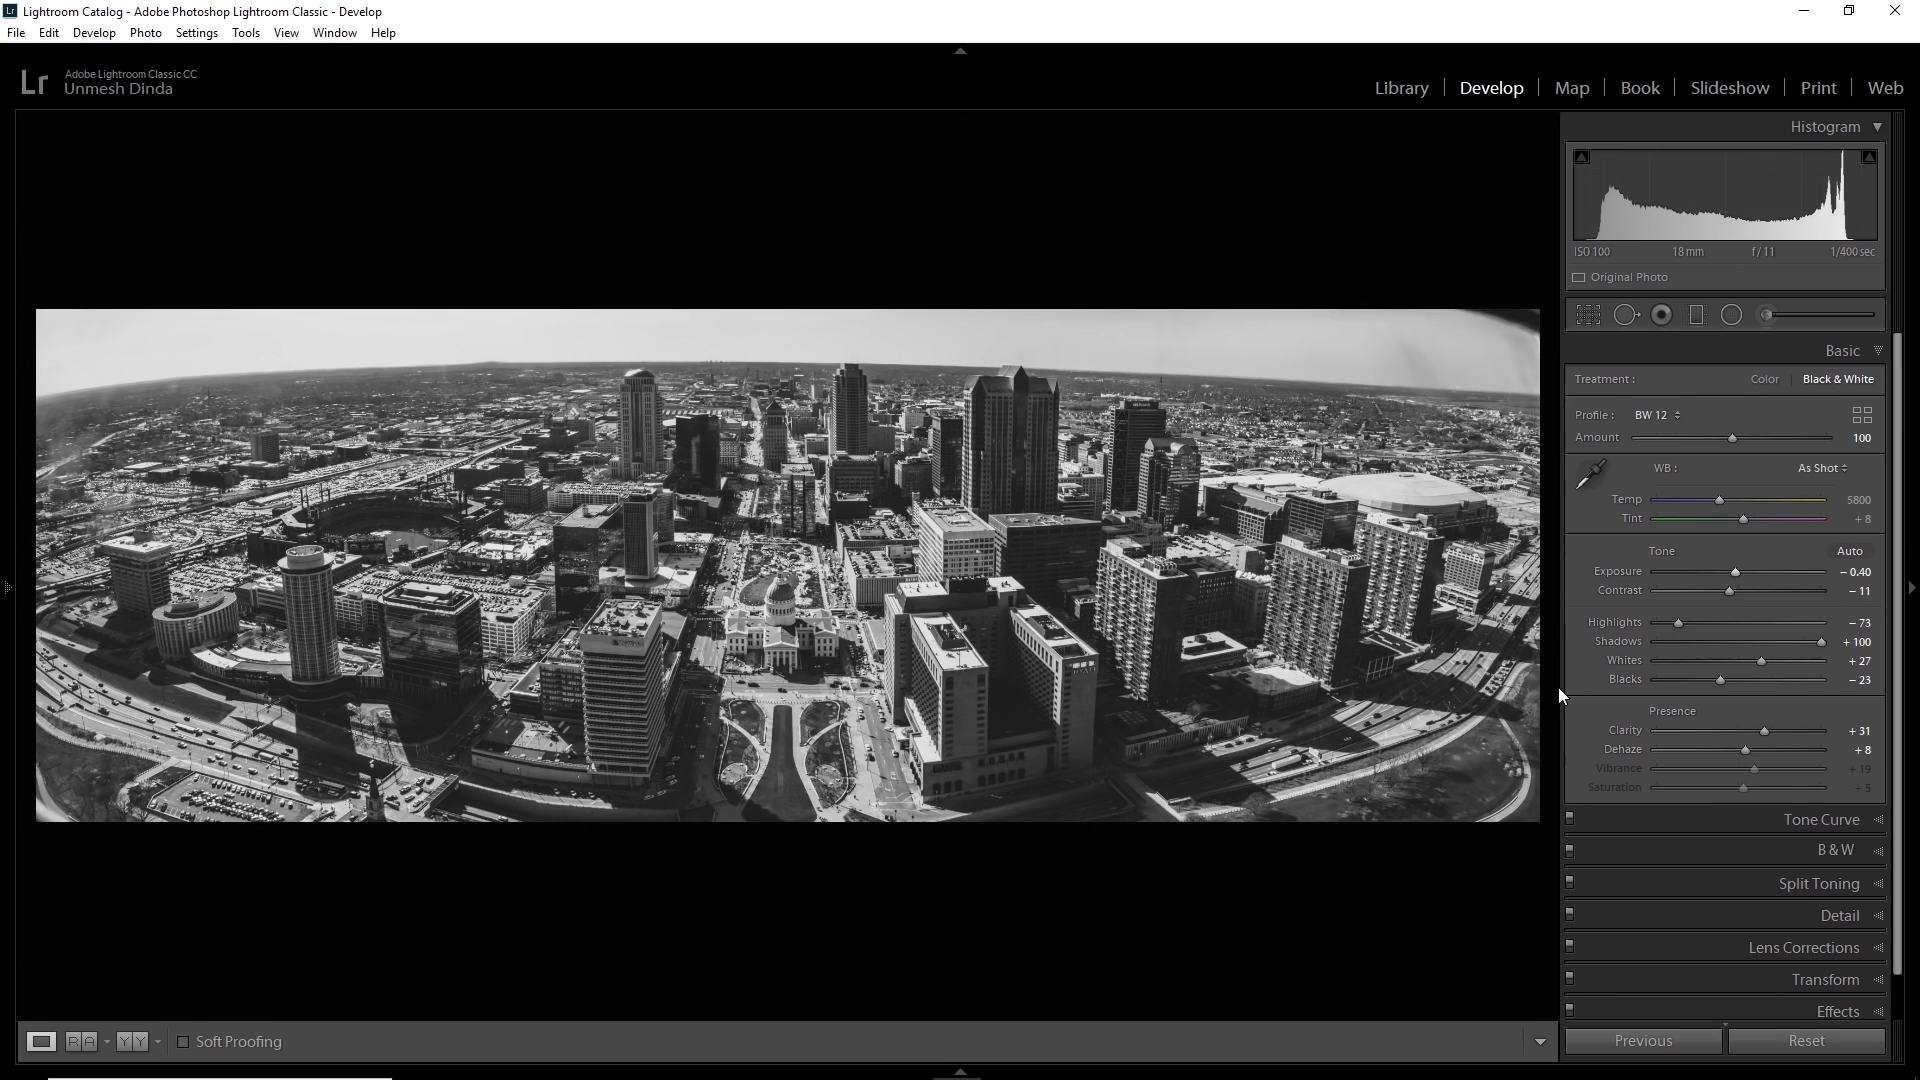 Lightroom Catalog - Adobe Photoshop Lightroom Classic - Develop
File Edit Develop Photo Settings Tools View Window Help
Lr Adobe Lightroom Classic CC
Unmesh Dinda
Library Develop Map Book Slideshow Print Web
Histogram
ISO 100 18 mm f / 11 1/400 sec
Original Photo
Basic
Treatment : Color Black & White
Profile : BW 12
Amount 100
WB : As Shot
Temp 5800
Tint + 8
Tone Auto
Exposure – 0.40
Contrast – 11
Highlights – 73
Shadows + 100
Whites + 27
Blacks – 23
Presence
Clarity + 31
Dehaze + 8
Vibrance + 19
Saturation + 5
Tone Curve
B & W
Split Toning
Detail
Lens Corrections
Transform
Effects
R A Y Y Soft Proofing
Previous Reset